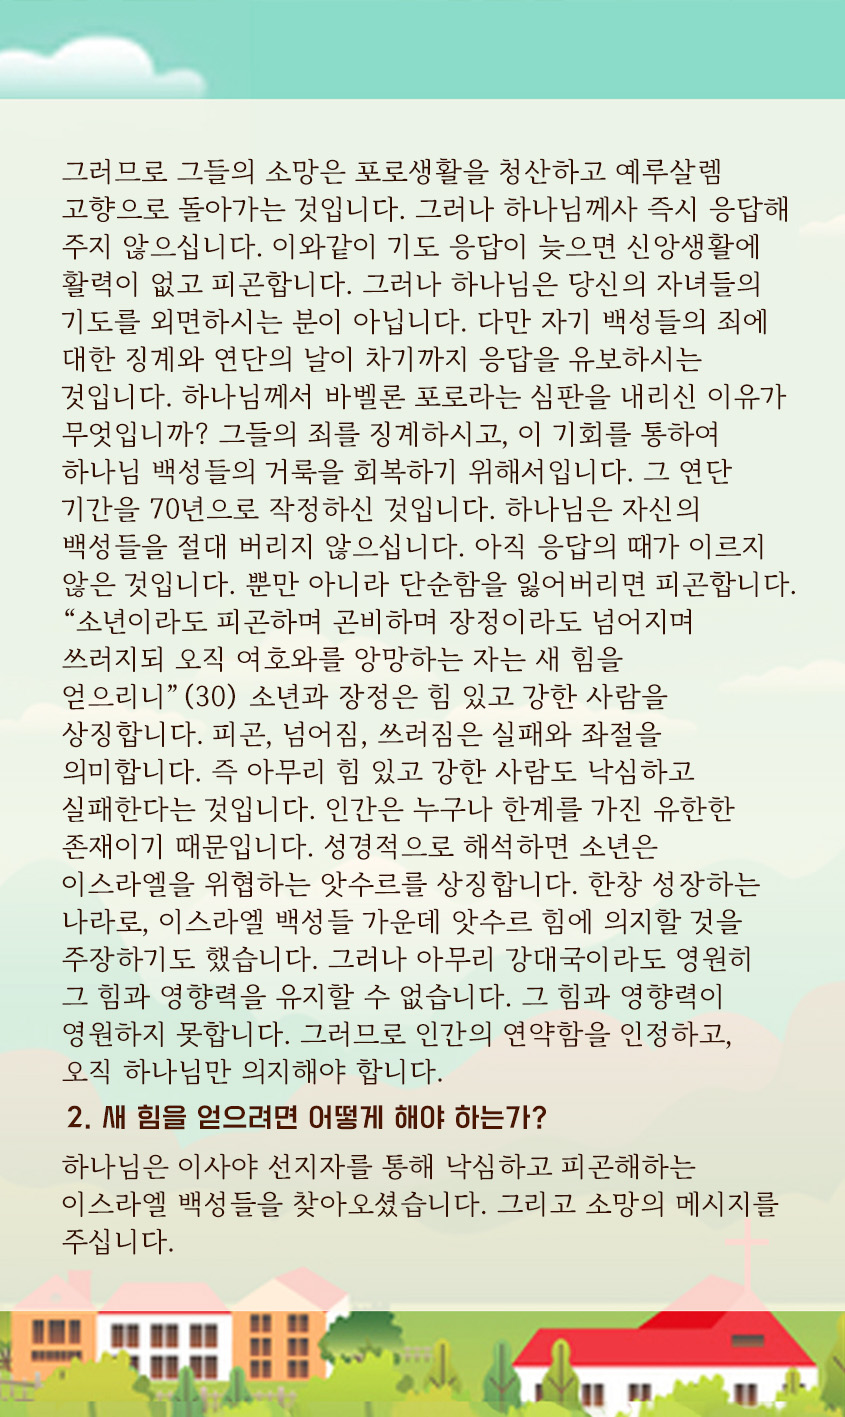 그러므로 그들의 소망은 포로생활을 청산하고 예루살렘
고향으로 돌아가는 것입니다. 그러나 하나님께사 즉시 응답해
주지 않으십니다. 이와같이 기도 응답이 늦으면 신앙생활에
활력이 없고 피곤합니다. 그러나 하나님은 당신의 자녀들의
기도를 외면하시는 분이 아닙니다. 다만 자기 백성들의 죄에
대한 징계와 연단의 날이 차기까지 응답을 유보하시는
것입니다. 하나님께서 바벨론 포로라는 심판을 내리신 이유가
무엇입니까? 그들의 죄를 징계하시고, 이 기회를 통하여
하나님 백성들의 거룩을 회복하기 위해서입니다. 그 연단
기간을 70년으로 작정하신 것입니다. 하나님은 자신의
백성들을 절대 버리지 않으십니다. 아직 응답의 때가 이르지
않은 것입니다. 뿐만 아니라 단순함을 잃어버리면 피곤합니다.
“소년이라도 피곤하며 곤비하며 장정이라도 넘어지며
쓰러지되 오직 여호와를 앙망하는 자는 새 힘을
얻으리니”(30) 소년과 장정은 힘 있고 강한 사람을
상징합니다. 피곤, 넘어짐, 쓰러짐은 실패와 좌절을
의미합니다. 즉 아무리 힘 있고 강한 사람도 낙심하고
실패한다는 것입니다. 인간은 누구나 한계를 가진 유한한
존재이기 때문입니다. 성경적으로 해석하면 소년은
이스라엘을 위협하는 앗수르를 상징합니다. 한창 성장하는
나라로, 이스라엘 백성들 가운데 앗수르 힘에 의지할 것을
주장하기도 했습니다. 그러나 아무리 강대국이라도 영원히
그 힘과 영향력을 유지할 수 없습니다. 그 힘과 영향력이
영원하지 못합니다. 그러므로 인간의 연약함을 인정하고,
오직 하나님만 의지해야 합니다.
2. 새 힘을 얻으려면 어떻게 해야 하는가?
하나님은 이사야 선지자를 통해 낙심하고 피곤해하는
이스라엘 백성들을 찾아오셨습니다. 그리고 소망의 메시지를
주십니다.